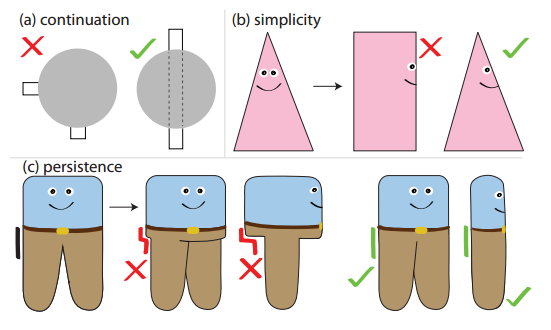 (a) continuation
(b) simplicity
(c) persistence